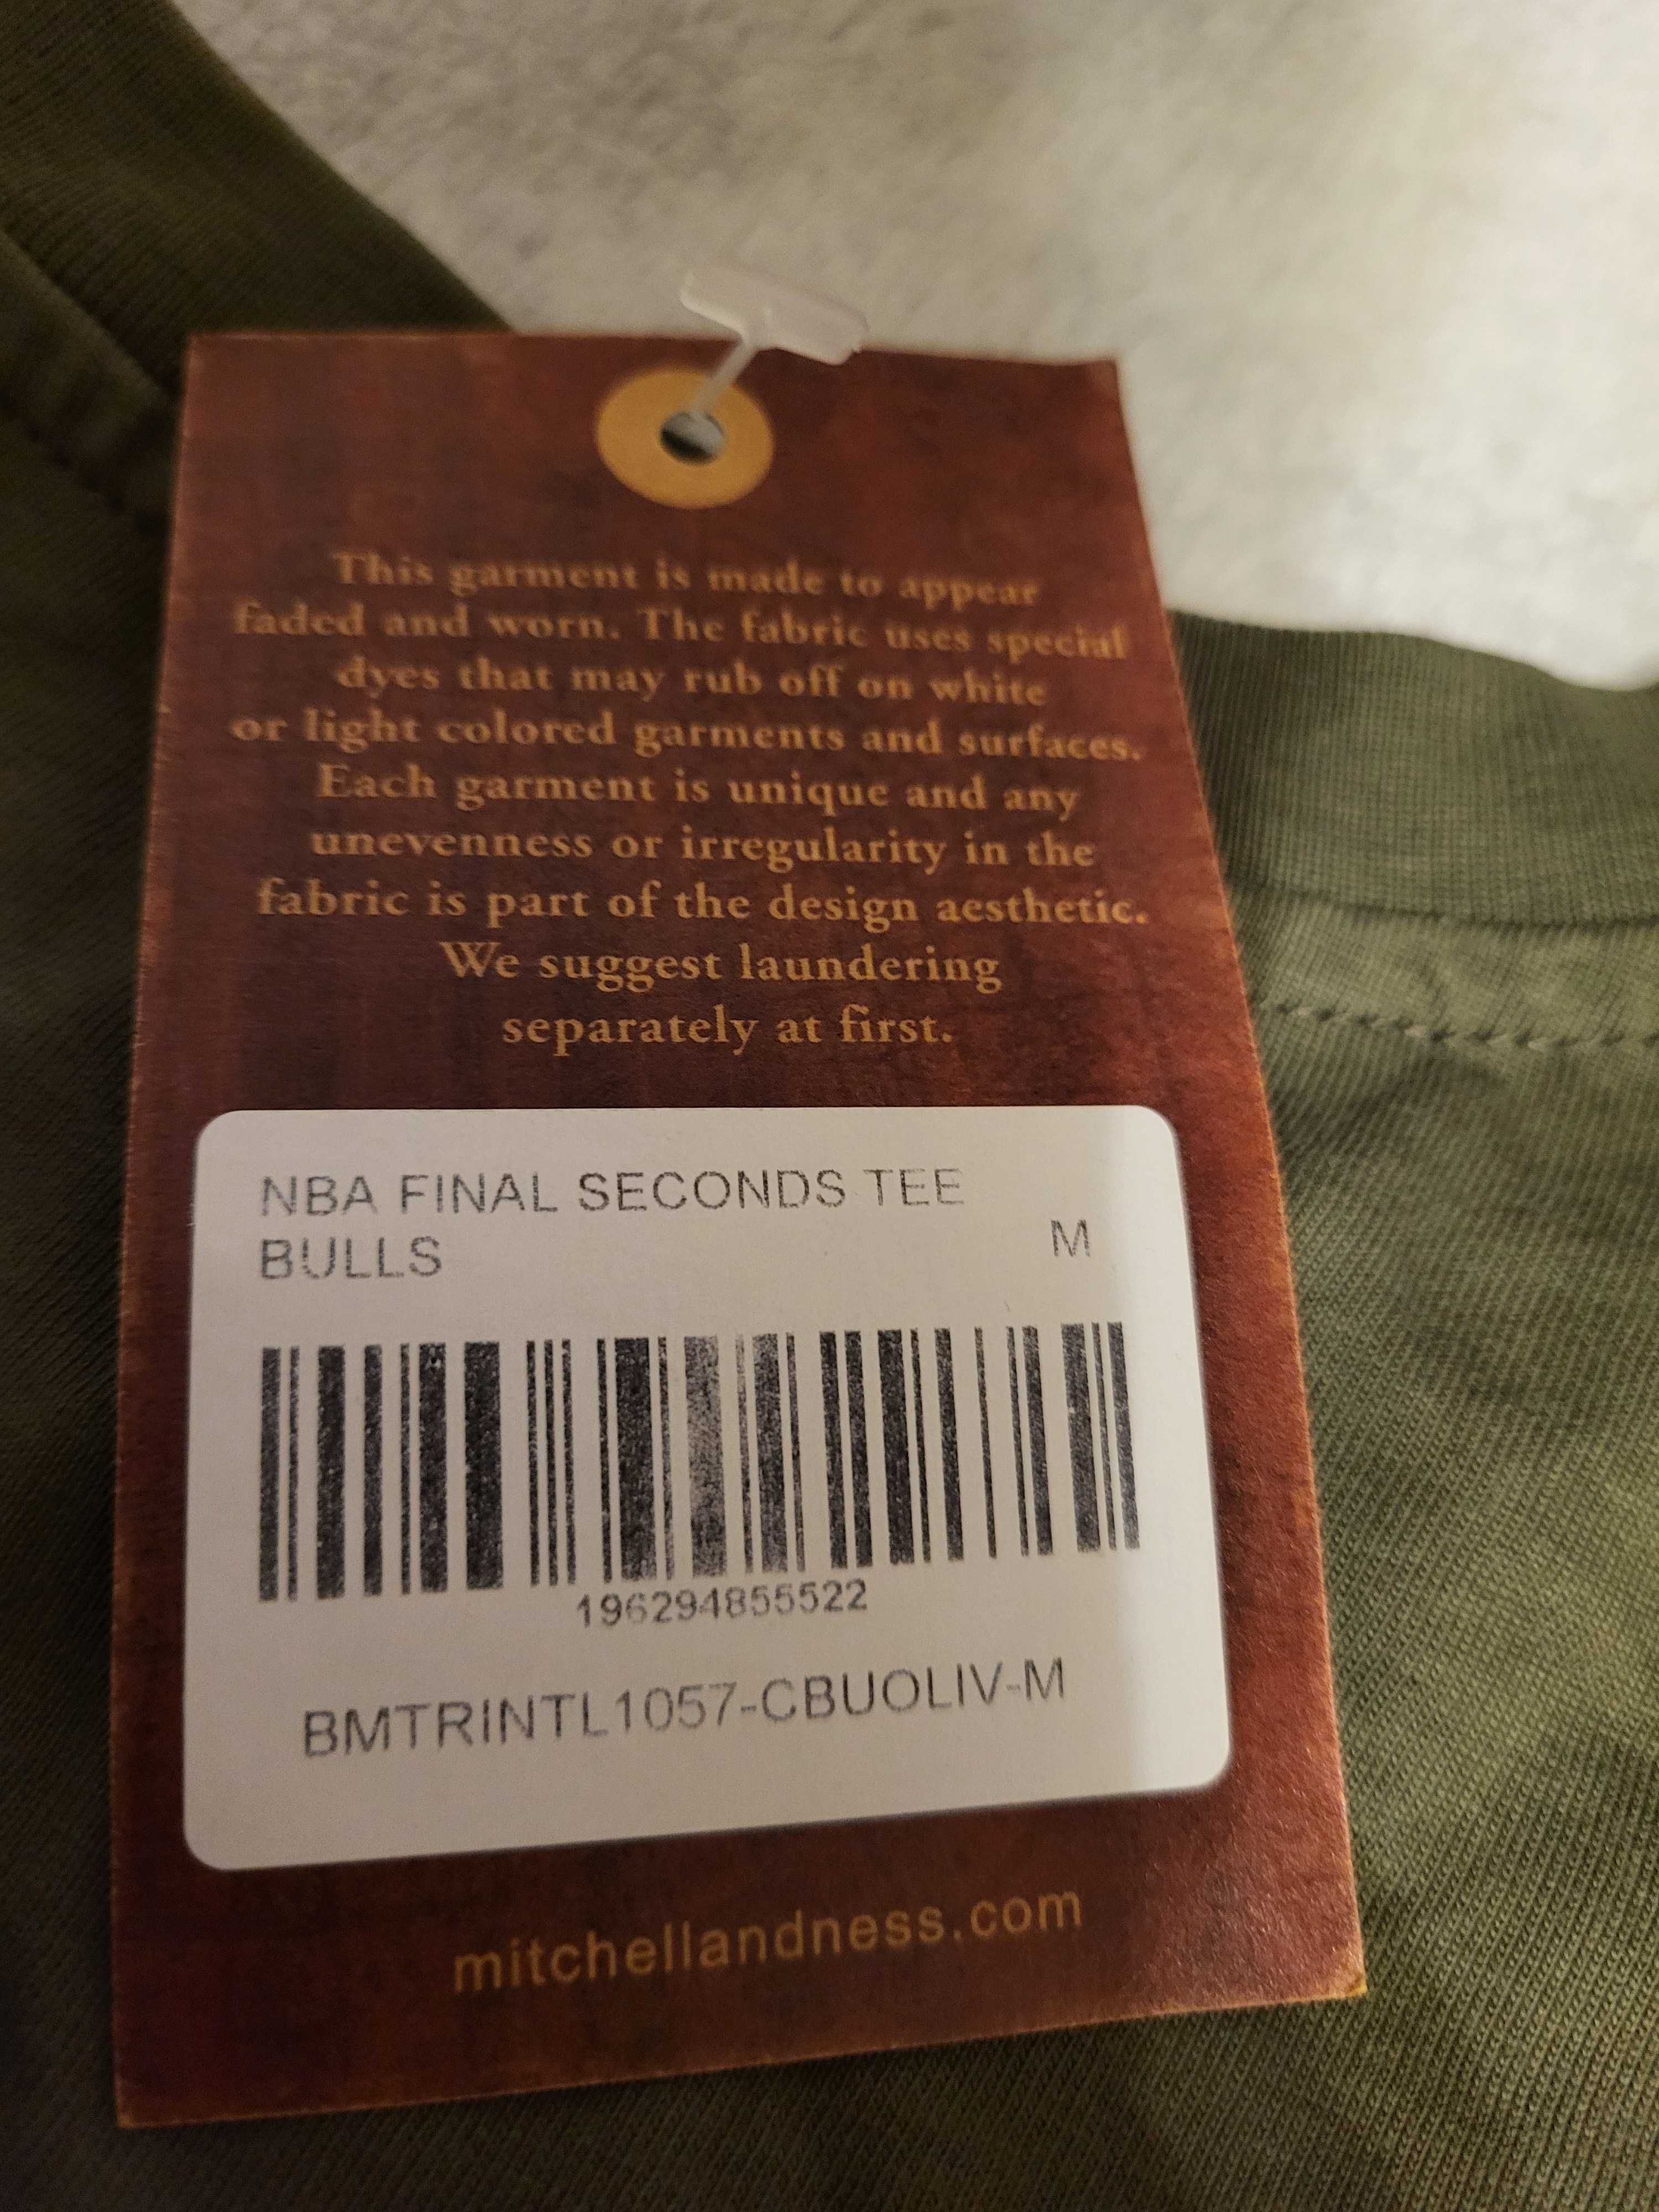 This garment is made to appear
faded and worn. The fabric uses special
dyes that may rub off on white
or light colored garments and surfaces.
Each garment is unique and any
unevenness or irregularity in the
fabric is part of the design aesthetic.
We suggest laundering
separately at first.
NBA FINAL SECONDS TEE
BULLS M
196294855522
BMTRINTL1057-CBUOLIV-M
mitchellandness.com